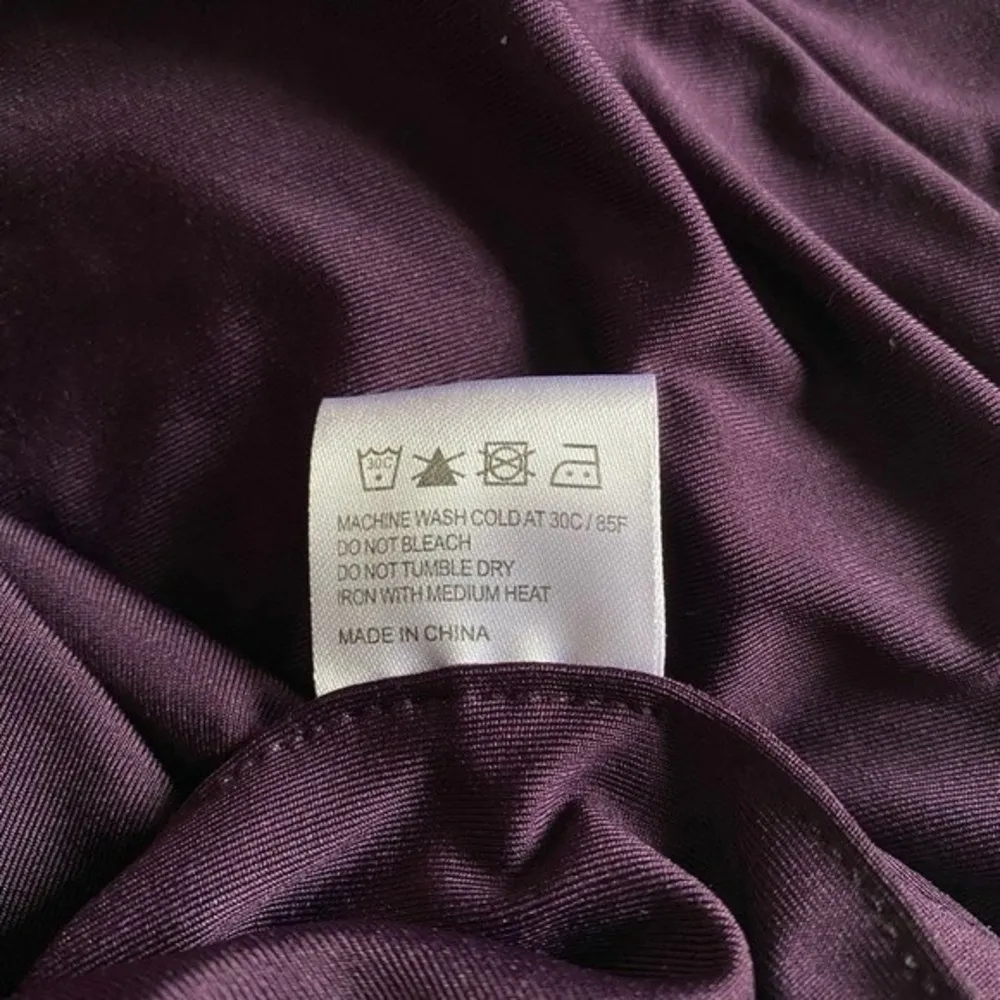 30C
MACHINE WASH COLD AT 30C / 85F
DO NOT BLEACH
DO NOT TUMBLE DRY
IRON WITH MEDIUM HEAT
MADE IN CHINA